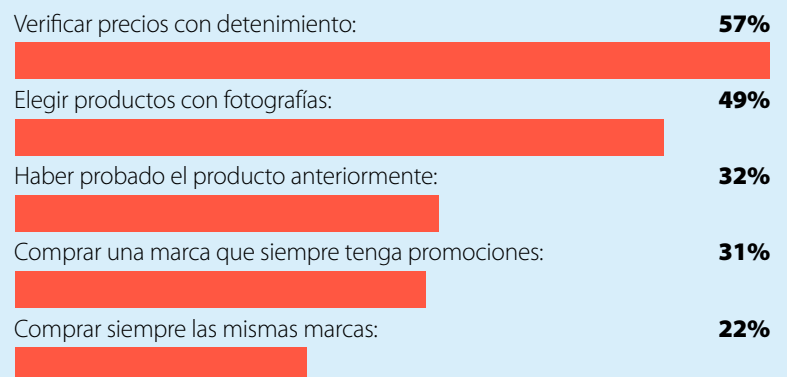 Verificar precios con detenimiento: 57%
Elegir productos con fotografías: 49%
Haber probado el producto anteriormente: 32%
Comprar una marca que siempre tenga promociones: 31%
Comprar siempre las mismas marcas: 22%